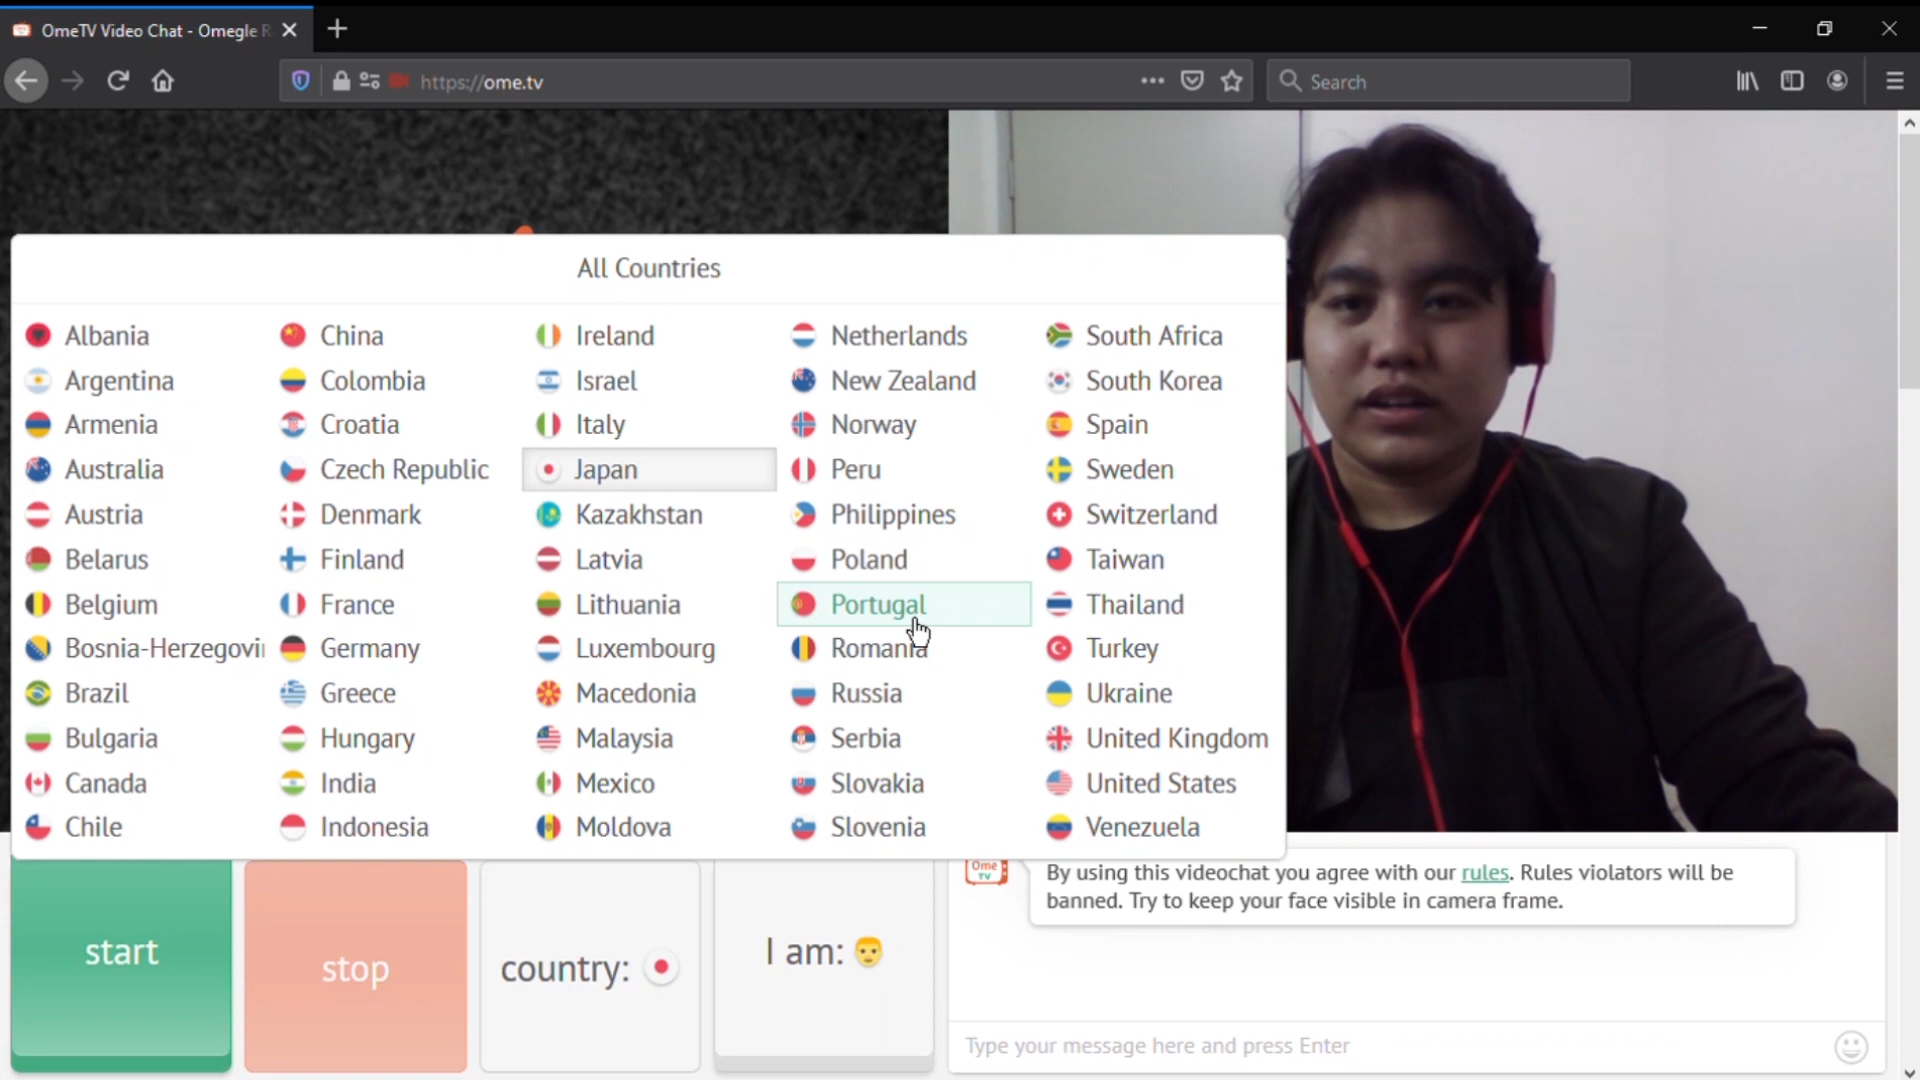 OmeTV Video Chat - Omegle R
https://ome.tv
Search
All Countries
Albania
Argentina
Armenia
Australia
Austria
Belarus
Belgium
Bosnia-Herzegovi
Brazil
Bulgaria
Canada
Chile
China
Colombia
Croatia
Czech Republic
Denmark
Finland
France
Germany
Greece
Hungary
India
Indonesia
Ireland
Israel
Italy
Japan
Kazakhstan
Latvia
Lithuania
Luxembourg
Macedonia
Malaysia
Mexico
Moldova
Netherlands
New Zealand
Norway
Peru
Philippines
Poland
Portugal
Romania
Russia
Serbia
Slovakia
Slovenia
South Africa
South Korea
Spain
Sweden
Switzerland
Taiwan
Thailand
Turkey
Ukraine
United Kingdom
United States
Venezuela
start
stop
country:
I am:
Ome
TV
By using this videochat you agree with our rules. Rules violators will be
banned. Try to keep your face visible in camera frame.
Type your message here and press Enter